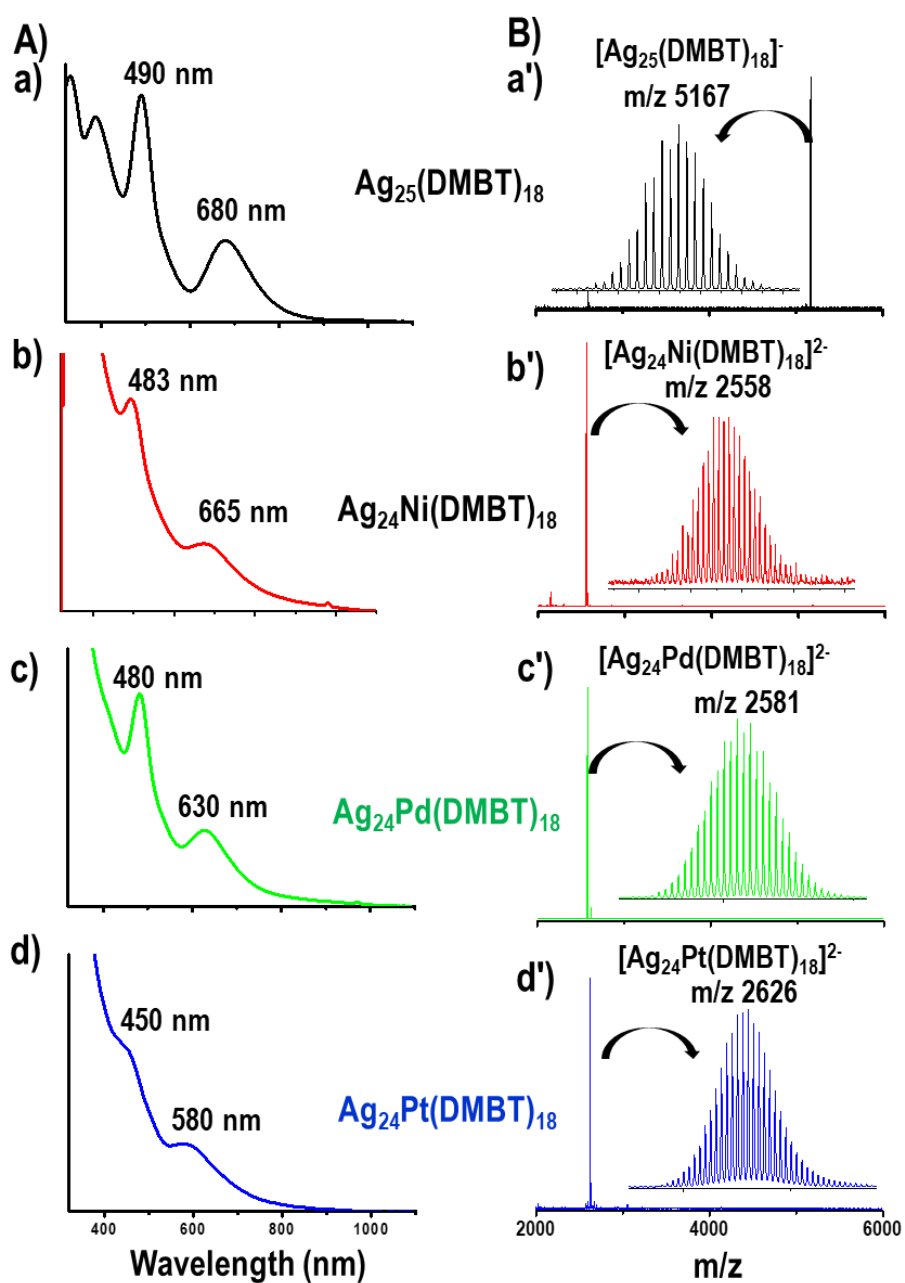 A)
B)
a)
490 nm
680 nm
Ag₂₅(DMBT)₁₈
a')
[Ag₂₅(DMBT)₁₈]⁻
m/z 5167
b)
483 nm
665 nm
Ag₂₄Ni(DMBT)₁₈
b')
[Ag₂₄Ni(DMBT)₁₈]²⁻
m/z 2558
c)
480 nm
630 nm
Ag₂₄Pd(DMBT)₁₈
c')
[Ag₂₄Pd(DMBT)₁₈]²⁻
m/z 2581
d)
450 nm
580 nm
Ag₂₄Pt(DMBT)₁₈
d')
[Ag₂₄Pt(DMBT)₁₈]²⁻
m/z 2626
400 600 800 1000
Wavelength (nm)
2000 4000 6000
m/z